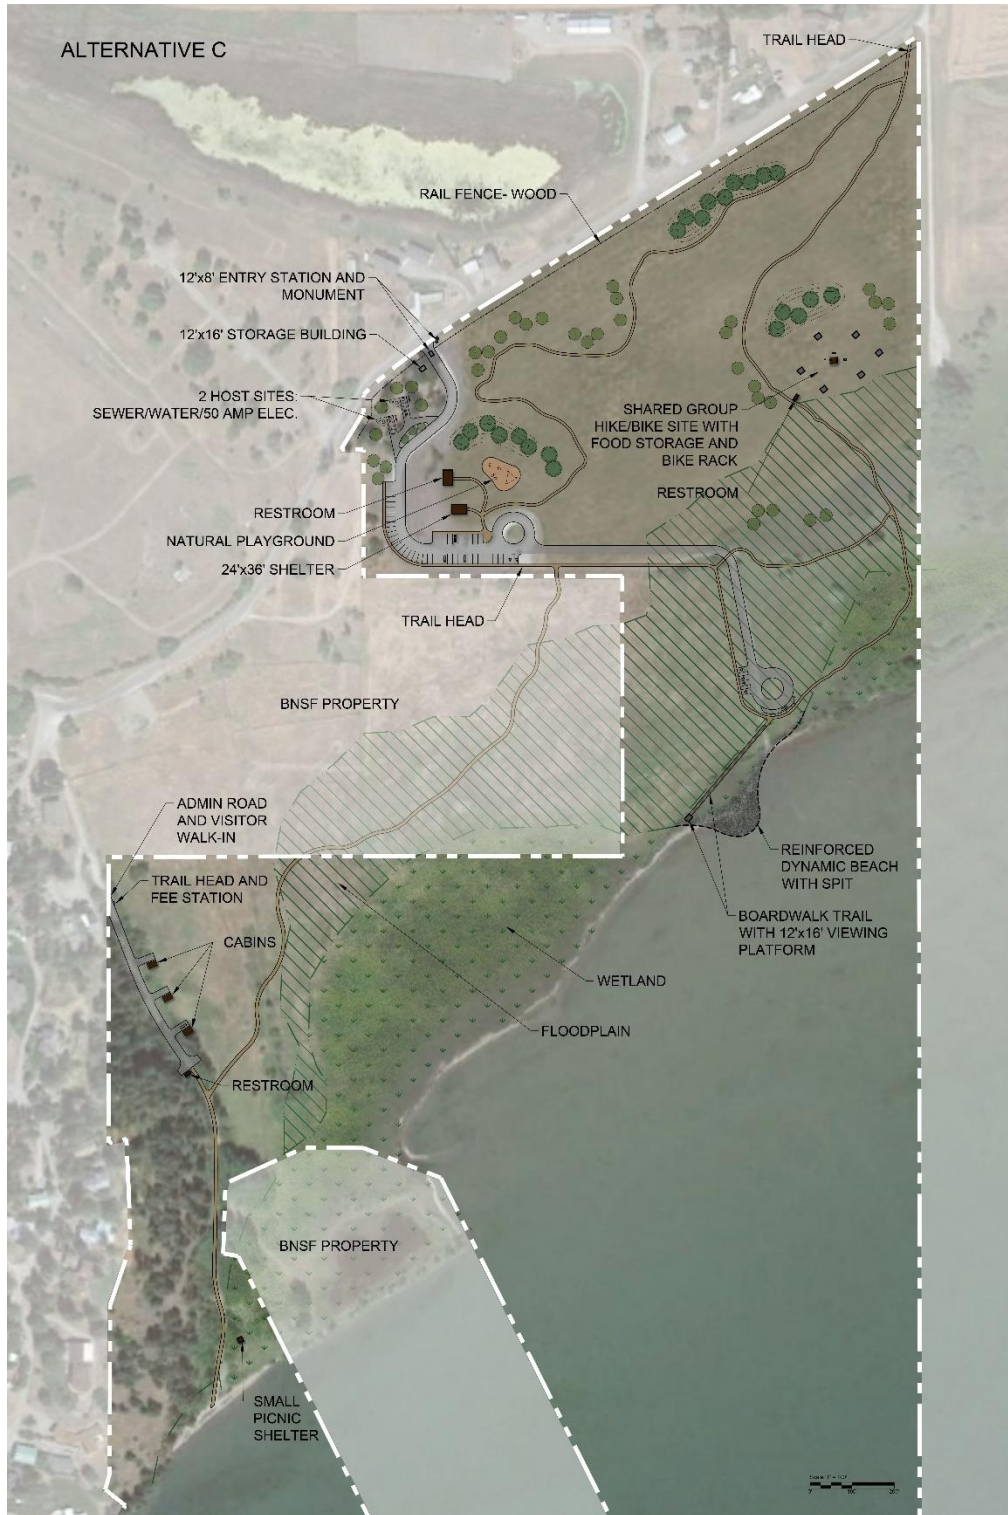 ALTERNATIVE C
TRAIL HEAD
RAIL FENCE- WOOD
12'x8' ENTRY STATION AND
MONUMENT
12'x16' STORAGE BUILDING
2 HOST SITES:
SEWER/WATER/50 AMP ELEC.
SHARED GROUP
HIKE/BIKE SITE WITH
FOOD STORAGE AND
BIKE RACK
RESTROOM
RESTROOM
NATURAL PLAYGROUND
24'x36' SHELTER
TRAIL HEAD
BNSF PROPERTY
ADMIN ROAD
AND VISITOR
WALK-IN
TRAIL HEAD AND
FEE STATION
CABINS
REINFORCED
DYNAMIC BEACH
WITH SPIT
BOARDWALK TRAIL
WITH 12'x16' VIEWING
PLATFORM
WETLAND
FLOODPLAIN
RESTROOM
BNSF PROPERTY
SMALL
PICNIC
SHELTER